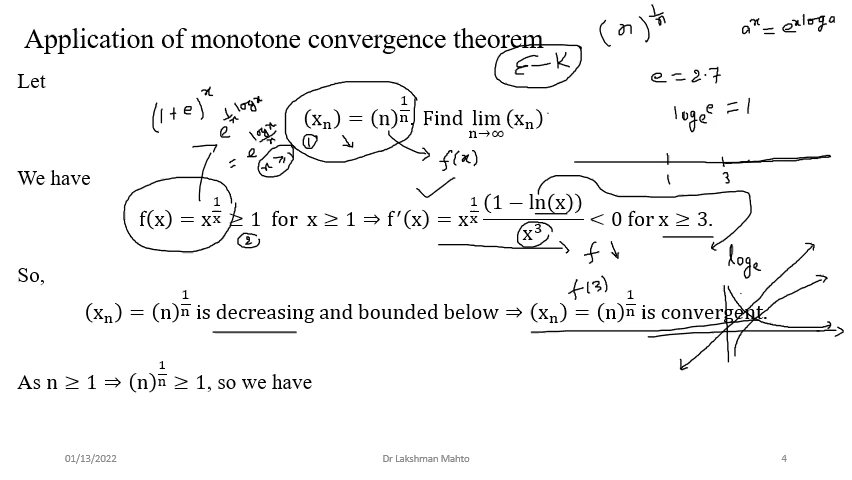 Application of monotone convergence theorem
E-K
(n)^{1/n}
a^x = e^{x log a}
Let
e = 2.7
(1+e)^x
e^{1/x log x}
(x_n) = (n)^{1/n}. Find lim_{n→∞} (x_n)
log_e e = 1
= e^{log x / x}
①
→ f(x)
1 3
We have
f(x) = x^{1/x} ≥ 1 for x ≥ 1 ⇒ f′(x) = x^{1/x} (1 − ln(x))/x^3 < 0 for x ≥ 3.
②
f ↓
log_e
So,
f(3)
(x_n) = (n)^{1/n} is decreasing and bounded below ⇒ (x_n) = (n)^{1/n} is convergent.
As n ≥ 1 ⇒ (n)^{1/n} ≥ 1, so we have
01/13/2022 Dr Lakshman Mahto 4